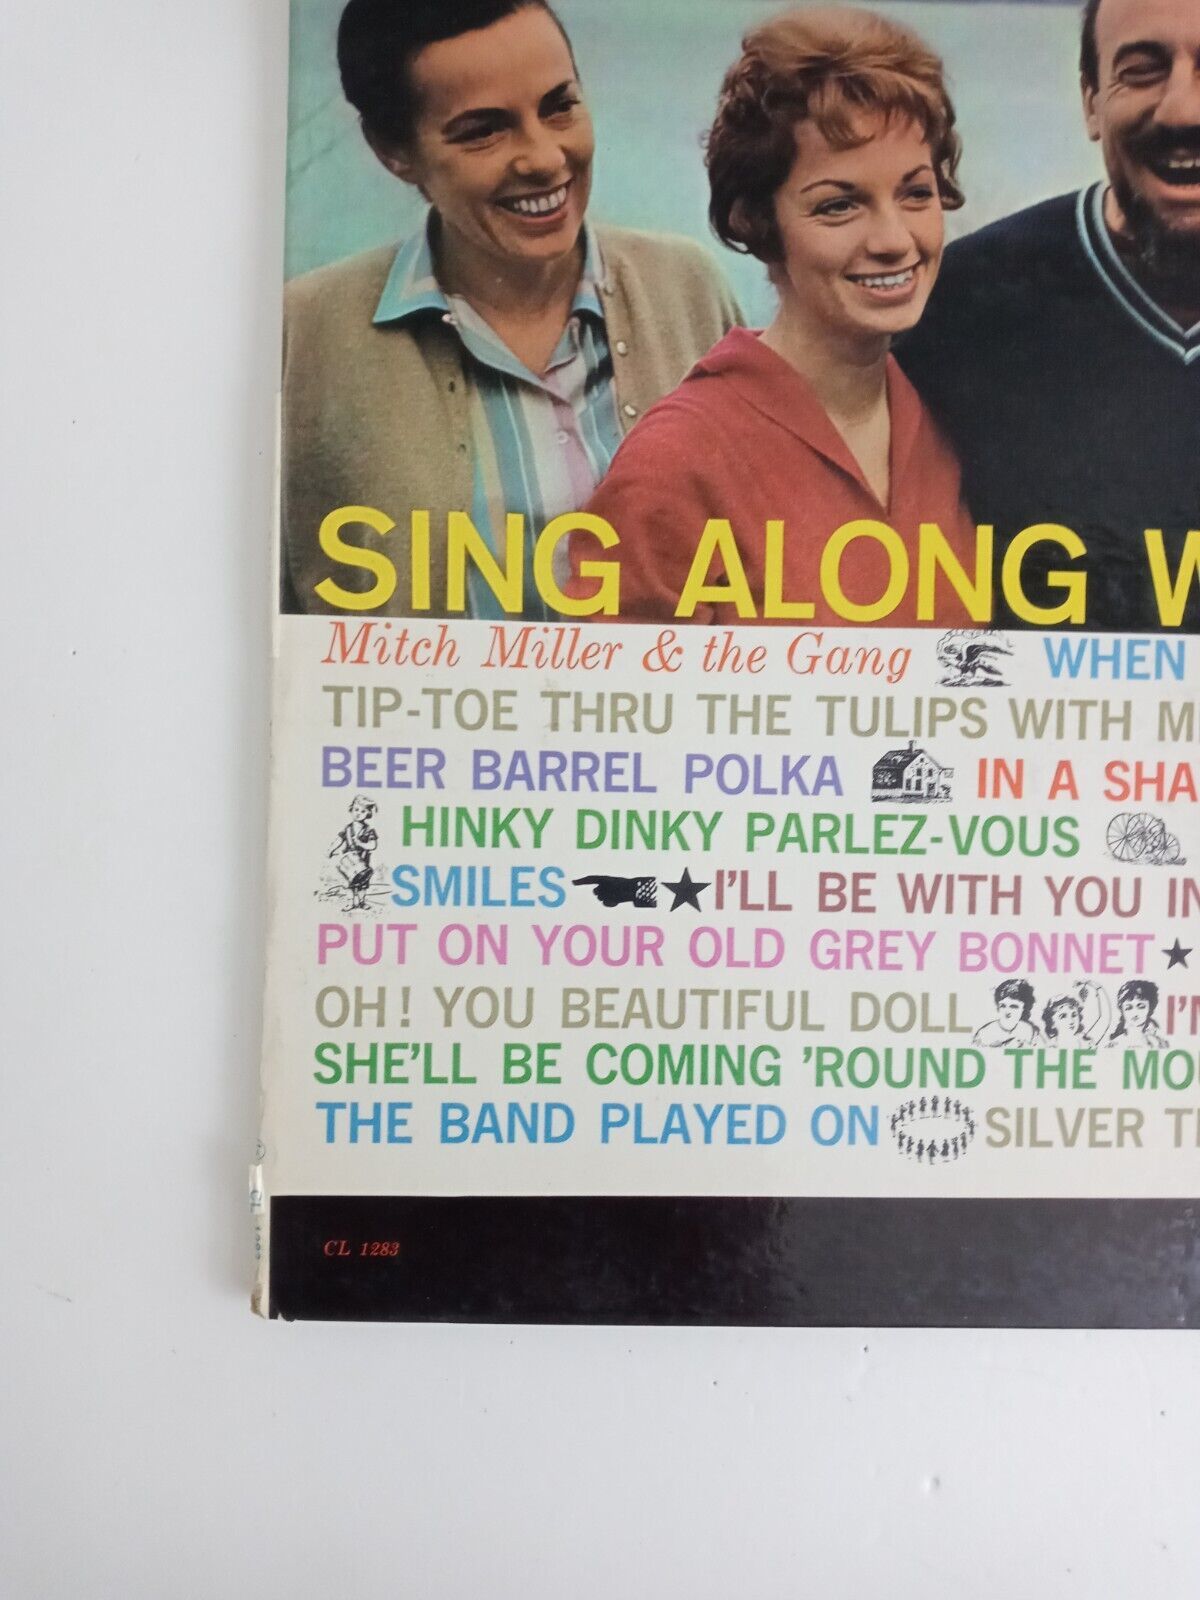 SING ALONG W
Mitch Miller & the Gang WHEN
TIP-TOE THRU THE TULIPS WITH M
BEER BARREL POLKA IN A SHA
HINKY DINKY PARLEZ-VOUS
SMILES ★ I'LL BE WITH YOU IN
PUT ON YOUR OLD GREY BONNET ★
OH! YOU BEAUTIFUL DOLL I'
SHE'LL BE COMING 'ROUND THE MO
THE BAND PLAYED ON SILVER T
CL 1283